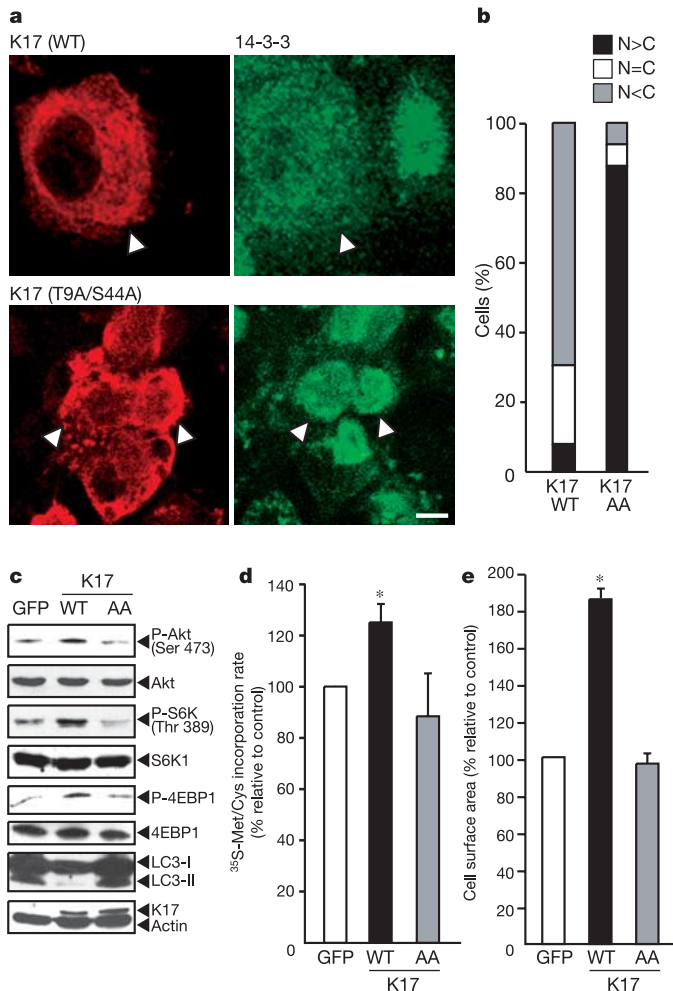 a
K17 (WT) 14-3-3
K17 (T9A/S44A)
b
N>C
N=C
N<C
100
80
60
40
20
0
Cells (%)
K17 WT
K17 AA
c
K17
GFP WT AA
P-Akt
(Ser 473)
Akt
P-S6K
(Thr 389)
S6K1
P-4EBP1
4EBP1
LC3-I
LC3-II
K17
Actin
d
140
120
100
80
60
40
20
0
*
³⁵S-Met/Cys incorporation rate
(% relative to control)
GFP WT AA
K17
e
200
180
160
140
120
100
80
60
40
20
0
*
Cell surface area (% relative to control)
GFP WT AA
K17